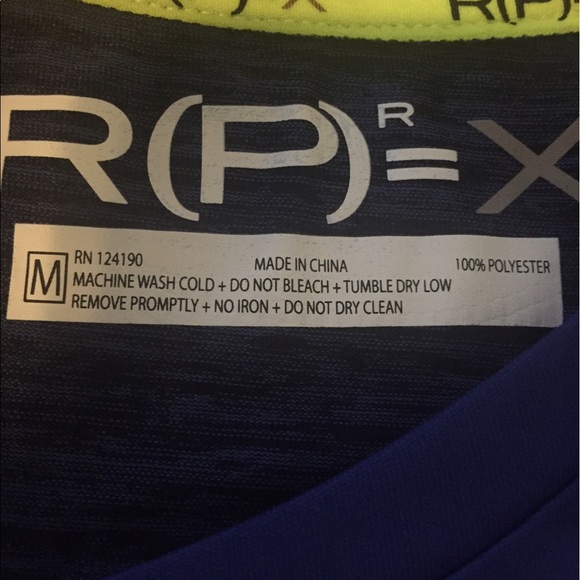 R(P)
R(P)R=X
M
RN 124190 MADE IN CHINA 100% POLYESTER
MACHINE WASH COLD + DO NOT BLEACH + TUMBLE DRY LOW
REMOVE PROMPTLY + NO IRON + DO NOT DRY CLEAN